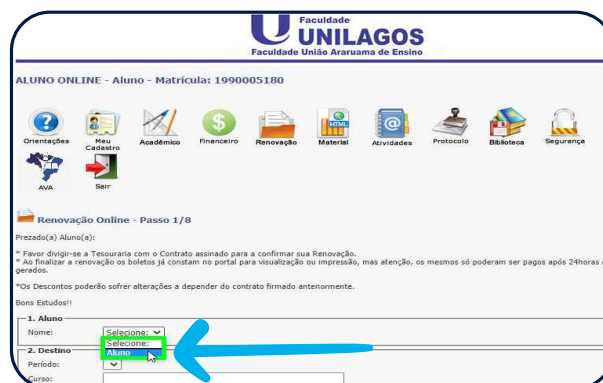 Faculdade
UNILAGOS
Faculdade União Araruama de Ensino
ALUNO ONLINE - Aluno - Matrícula: 1990005180
Orientações Meu Cadastro Acadêmico Financeiro Renovação Material Atividades Protocolo Biblioteca Segurança
AVA Sair
Renovação Online - Passo 1/8
Prezado(a) Aluno(a):
* Favor divigir-se a Tesouraria com o Contrato assinado para a confirmar sua Renovação.
* Ao finalizar a renovação os boletos já constam no portal para visualização ou impressão, mas atenção, os mesmos só poderam ser pagos após 24horas
gerados.
*Os Descontos poderão sofrer alterações a depender do contrato firmado anteriormente.
Bons Estudos!!
1. Aluno
Nome: Selecione:
Selecione:
Aluno
2. Destino
Período:
Curso: